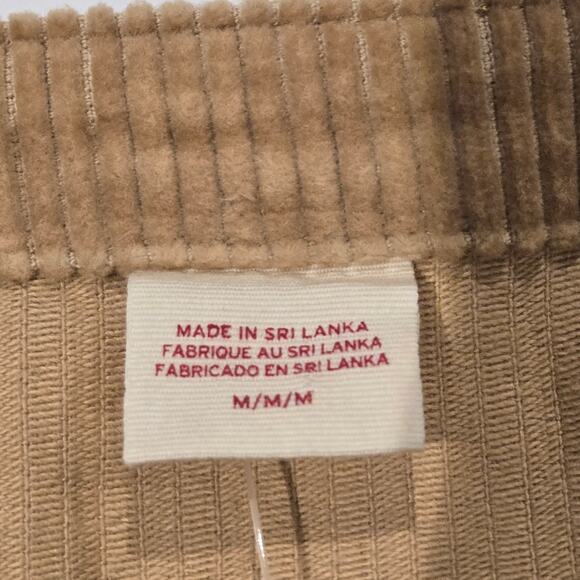 MADE IN SRI LANKA
FABRIQUE AU SRI LANKA
FABRICADO EN SRI LANKA
M/M/M